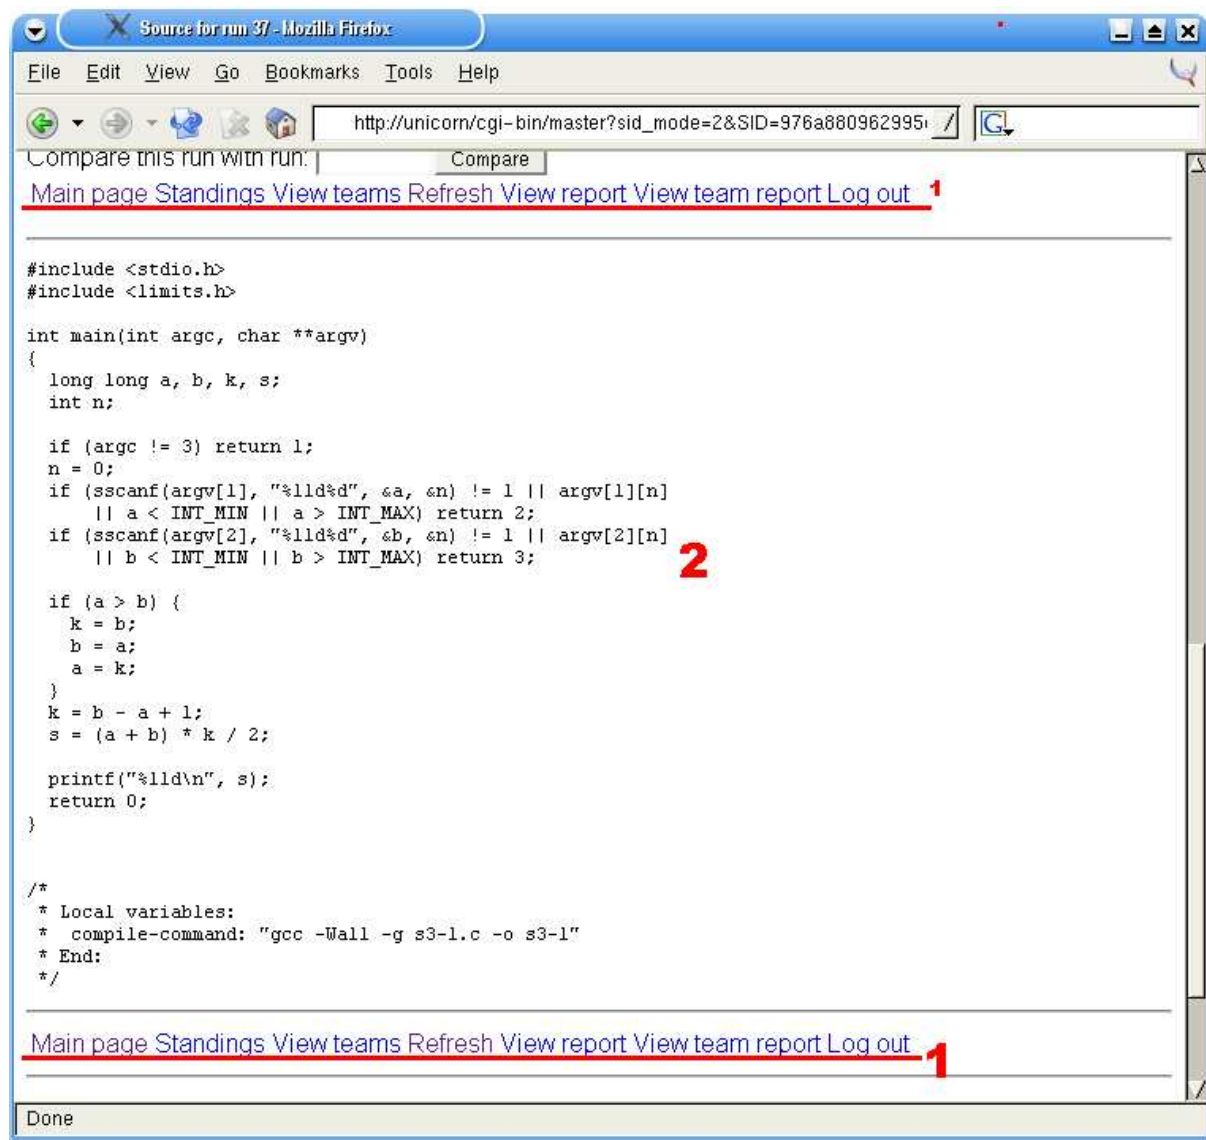 Source for run 37 - Mozilla Firefox
File Edit View Go Bookmarks Tools Help
http://unicorn/cgi-bin/master?sid_mode=2&SID=976a880962995
G
Compare this run with run: Compare
Main page Standings View teams Refresh View report View team report Log out 1
#include <stdio.h>
#include <limits.h>
int main(int argc, char **argv)
{
  long long a, b, k, s;
  int n;
  if (argc != 3) return 1;
  n = 0;
  if (sscanf(argv[1], "%lld%d", &a, &n) != 1 || argv[1][n]
      || a < INT_MIN || a > INT_MAX) return 2;
  if (sscanf(argv[2], "%lld%d", &b, &n) != 1 || argv[2][n]
      || b < INT_MIN || b > INT_MAX) return 3;
2
  if (a > b) {
    k = b;
    b = a;
    a = k;
  }
  k = b - a + 1;
  s = (a + b) * k / 2;
  printf("%lld\n", s);
  return 0;
}
/*
 * Local variables:
 *  compile-command: "gcc -Wall -g s3-1.c -o s3-1"
 * End:
 */
Main page Standings View teams Refresh View report View team report Log out 1
Done